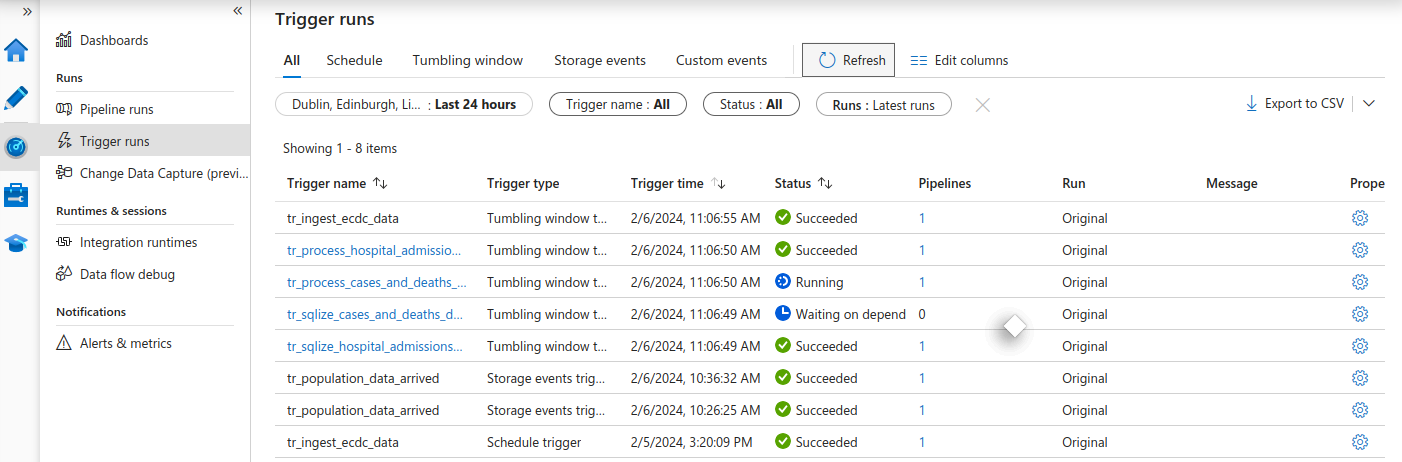 »
«
Dashboards
Runs
Pipeline runs
Trigger runs
Change Data Capture (previ...
Runtimes & sessions
Integration runtimes
Data flow debug
Notifications
Alerts & metrics
Trigger runs
All Schedule Tumbling window Storage events Custom events Refresh Edit columns
Dublin, Edinburgh, Li... : Last 24 hours Trigger name : All Status : All Runs : Latest runs Export to CSV
Showing 1 - 8 items
Trigger name Trigger type Trigger time Status Pipelines Run Message Prope
tr_ingest_ecdc_data Tumbling window t... 2/6/2024, 11:06:55 AM Succeeded 1 Original
tr_process_hospital_admissio... Tumbling window t... 2/6/2024, 11:06:50 AM Succeeded 1 Original
tr_process_cases_and_deaths_... Tumbling window t... 2/6/2024, 11:06:50 AM Running 1 Original
tr_sqlize_cases_and_deaths_d... Tumbling window t... 2/6/2024, 11:06:49 AM Waiting on depend 0 Original
tr_sqlize_hospital_admissions... Tumbling window t... 2/6/2024, 11:06:49 AM Succeeded 1 Original
tr_population_data_arrived Storage events trig... 2/6/2024, 10:36:32 AM Succeeded 1 Original
tr_population_data_arrived Storage events trig... 2/6/2024, 10:26:25 AM Succeeded 1 Original
tr_ingest_ecdc_data Schedule trigger 2/5/2024, 3:20:09 PM Succeeded 1 Original